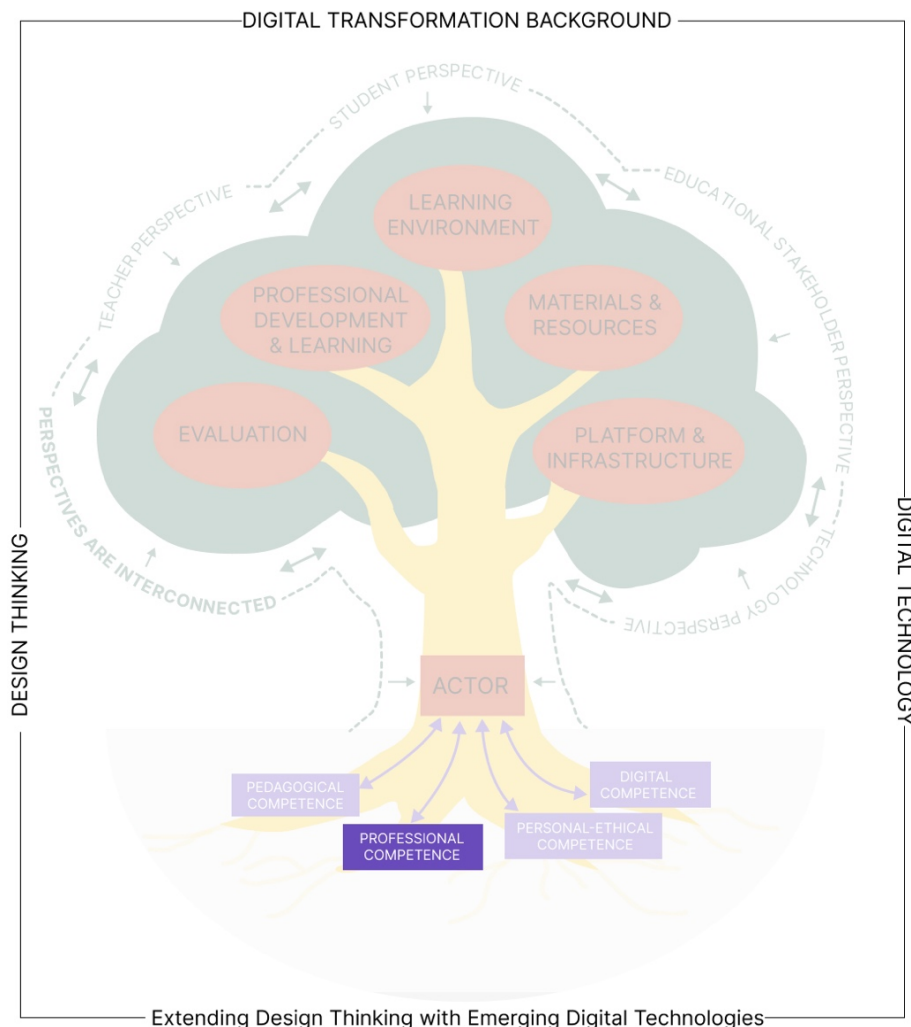 DIGITAL TRANSFORMATION BACKGROUND
STUDENT PERSPECTIVE
TEACHER PERSPECTIVE
EDUCATIONAL STAKEHOLDER PERSPECTIVE
LEARNING
ENVIRONMENT
PROFESSIONAL
DEVELOPMENT
& LEARNING
MATERIALS &
RESOURCES
EVALUATION
PLATFORM &
INFRASTRUCTURE
PERSPECTIVES ARE INTERCONNECTED
TECHNOLOGY PERSPECTIVE
DESIGN THINKING
DIGITAL TECHNOLOGY
ACTOR
PEDAGOGICAL
COMPETENCE
DIGITAL
COMPETENCE
PROFESSIONAL
COMPETENCE
PERSONAL-ETHICAL
COMPETENCE
Extending Design Thinking with Emerging Digital Technologies